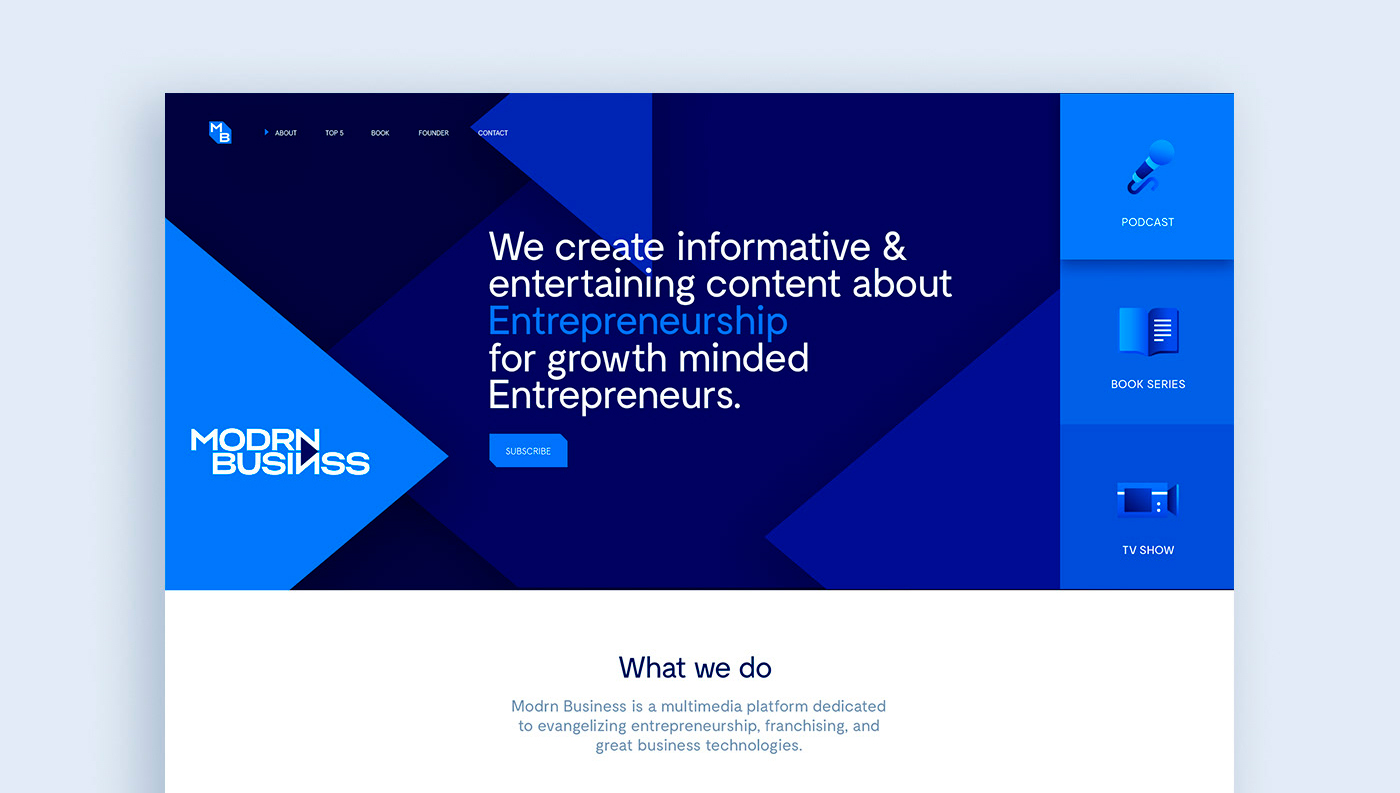 M
B
ABOUT
TOP 5
BOOK
FOUNDER
CONTACT
We create informative &
entertaining content about
Entrepreneurship
for growth minded
Entrepreneurs.
SUBSCRIBE
MODRN
BUSINSS
PODCAST
BOOK SERIES
TV SHOW
What we do
Modrn Business is a multimedia platform dedicated
to evangelizing entrepreneurship, franchising, and
great business technologies.